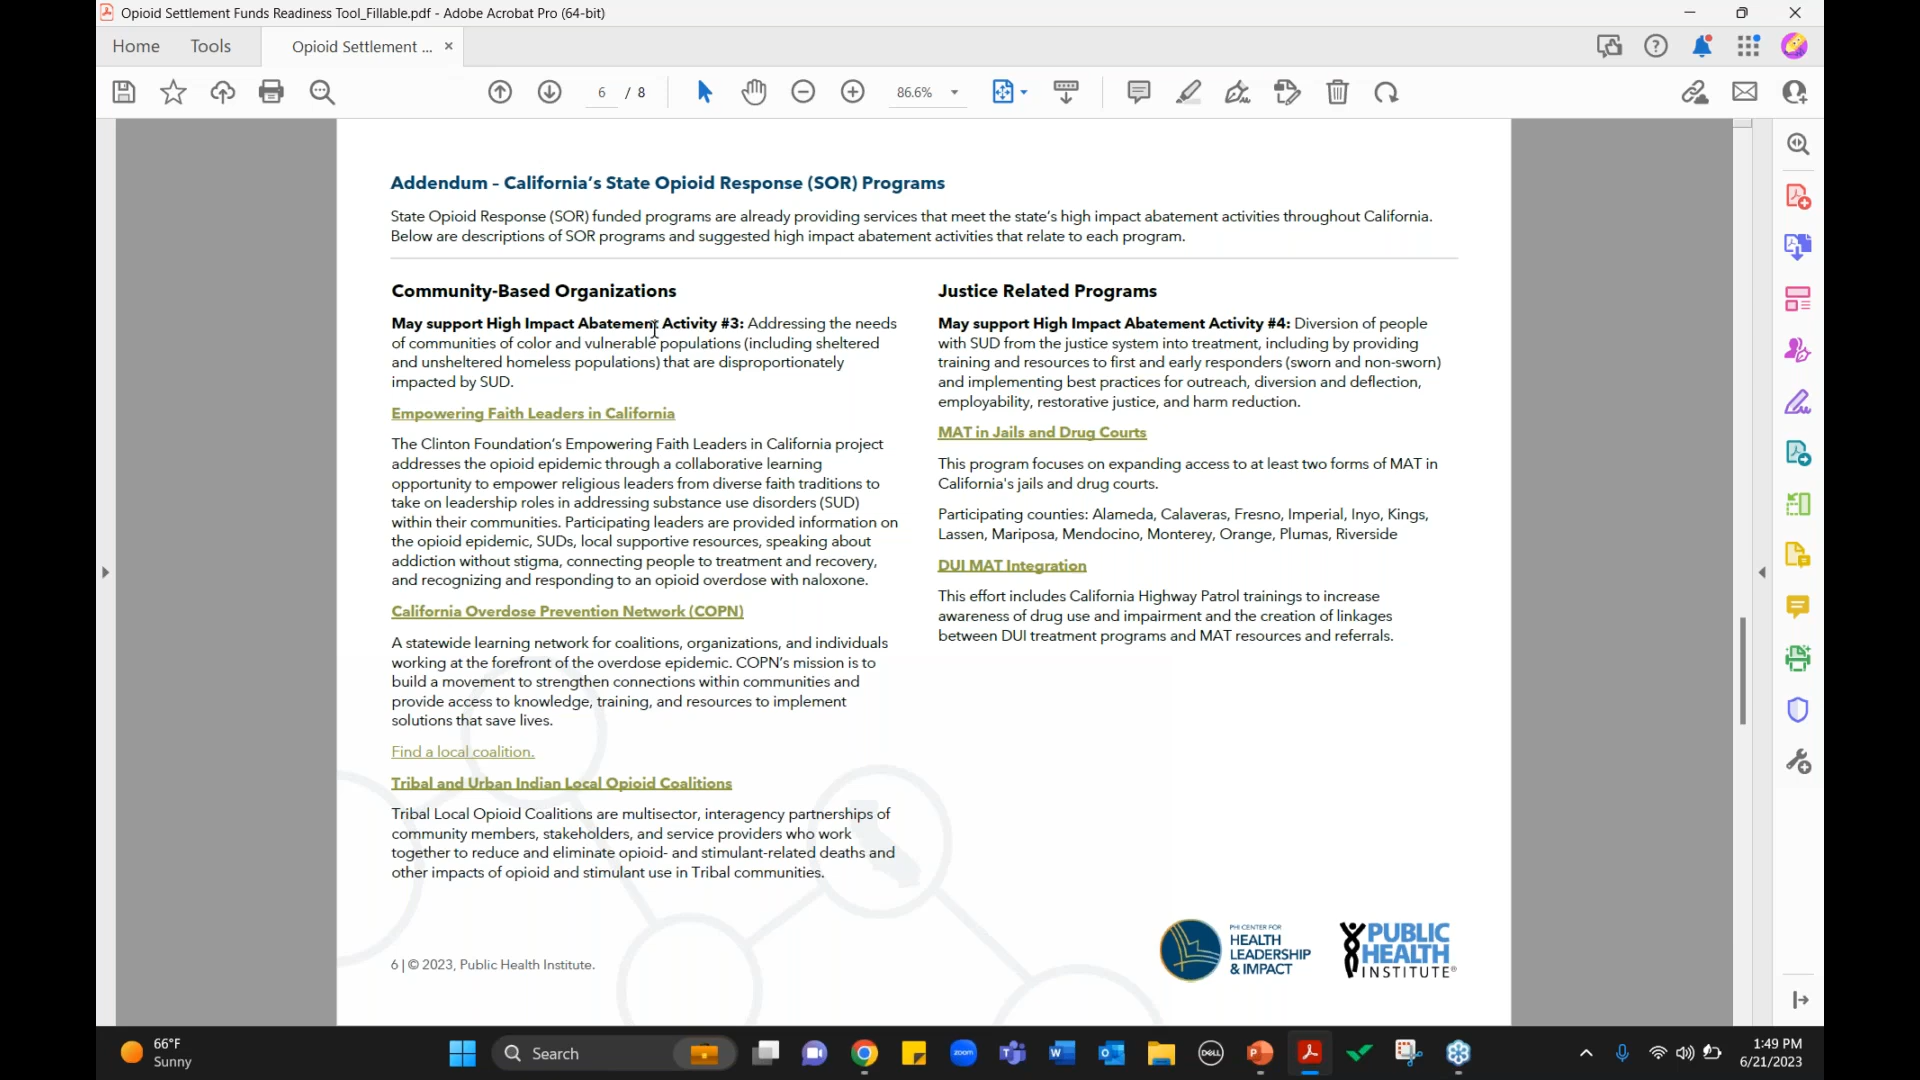 Opioid Settlement Funds Readiness Tool_Fillable.pdf - Adobe Acrobat Pro (64-bit)
Home Tools Opioid Settlement ... ×
6 / 8 86.6%
Addendum – California's State Opioid Response (SOR) Programs
State Opioid Response (SOR) funded programs are already providing services that meet the state's high impact abatement activities throughout California.
Below are descriptions of SOR programs and suggested high impact abatement activities that relate to each program.
Community-Based Organizations
May support High Impact Abatement Activity #3: Addressing the needs
of communities of color and vulnerable populations (including sheltered
and unsheltered homeless populations) that are disproportionately
impacted by SUD.
Empowering Faith Leaders in California
The Clinton Foundation's Empowering Faith Leaders in California project
addresses the opioid epidemic through a collaborative learning
opportunity to empower religious leaders from diverse faith traditions to
take on leadership roles in addressing substance use disorders (SUD)
within their communities. Participating leaders are provided information on
the opioid epidemic, SUDs, local supportive resources, speaking about
addiction without stigma, connecting people to treatment and recovery,
and recognizing and responding to an opioid overdose with naloxone.
California Overdose Prevention Network (COPN)
A statewide learning network for coalitions, organizations, and individuals
working at the forefront of the overdose epidemic. COPN's mission is to
build a movement to strengthen connections within communities and
provide access to knowledge, training, and resources to implement
solutions that save lives.
Find a local coalition.
Tribal and Urban Indian Local Opioid Coalitions
Tribal Local Opioid Coalitions are multisector, interagency partnerships of
community members, stakeholders, and service providers who work
together to reduce and eliminate opioid- and stimulant-related deaths and
other impacts of opioid and stimulant use in Tribal communities.
Justice Related Programs
May support High Impact Abatement Activity #4: Diversion of people
with SUD from the justice system into treatment, including by providing
training and resources to first and early responders (sworn and non-sworn)
and implementing best practices for outreach, diversion and deflection,
employability, restorative justice, and harm reduction.
MAT in Jails and Drug Courts
This program focuses on expanding access to at least two forms of MAT in
California's jails and drug courts.
Participating counties: Alameda, Calaveras, Fresno, Imperial, Inyo, Kings,
Lassen, Mariposa, Mendocino, Monterey, Orange, Plumas, Riverside
DUI MAT Integration
This effort includes California Highway Patrol trainings to increase
awareness of drug use and impairment and the creation of linkages
between DUI treatment programs and MAT resources and referrals.
6 | © 2023, Public Health Institute.
PHI CENTER FOR
HEALTH
LEADERSHIP
& IMPACT
PUBLIC
HEALTH
INSTITUTE®
66°F
Sunny
Search
zoom
DELL
1:49 PM
6/21/2023